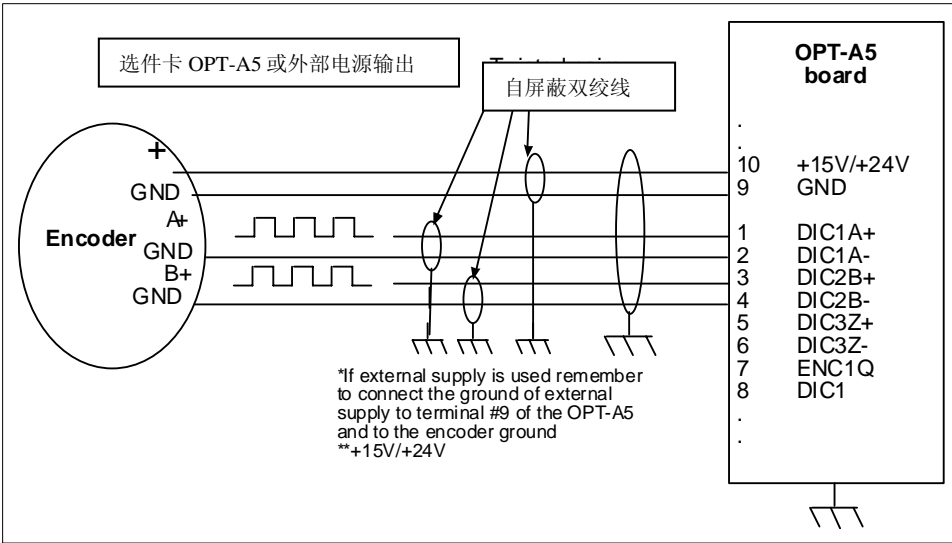 选件卡 OPT-A5 或外部电源输出
自屏蔽双绞线
OPT-A5
board
Encoder
+
GND
A+
GND
B+
GND
.
.
10 +15V/+24V
9 GND
1 DIC1A+
2 DIC1A-
3 DIC2B+
4 DIC2B-
5 DIC3Z+
6 DIC3Z-
7 ENC1Q
8 DIC1
.
.
*If external supply is used remember
to connect the ground of external
supply to terminal #9 of the OPT-A5
and to the encoder ground
**+15V/+24V